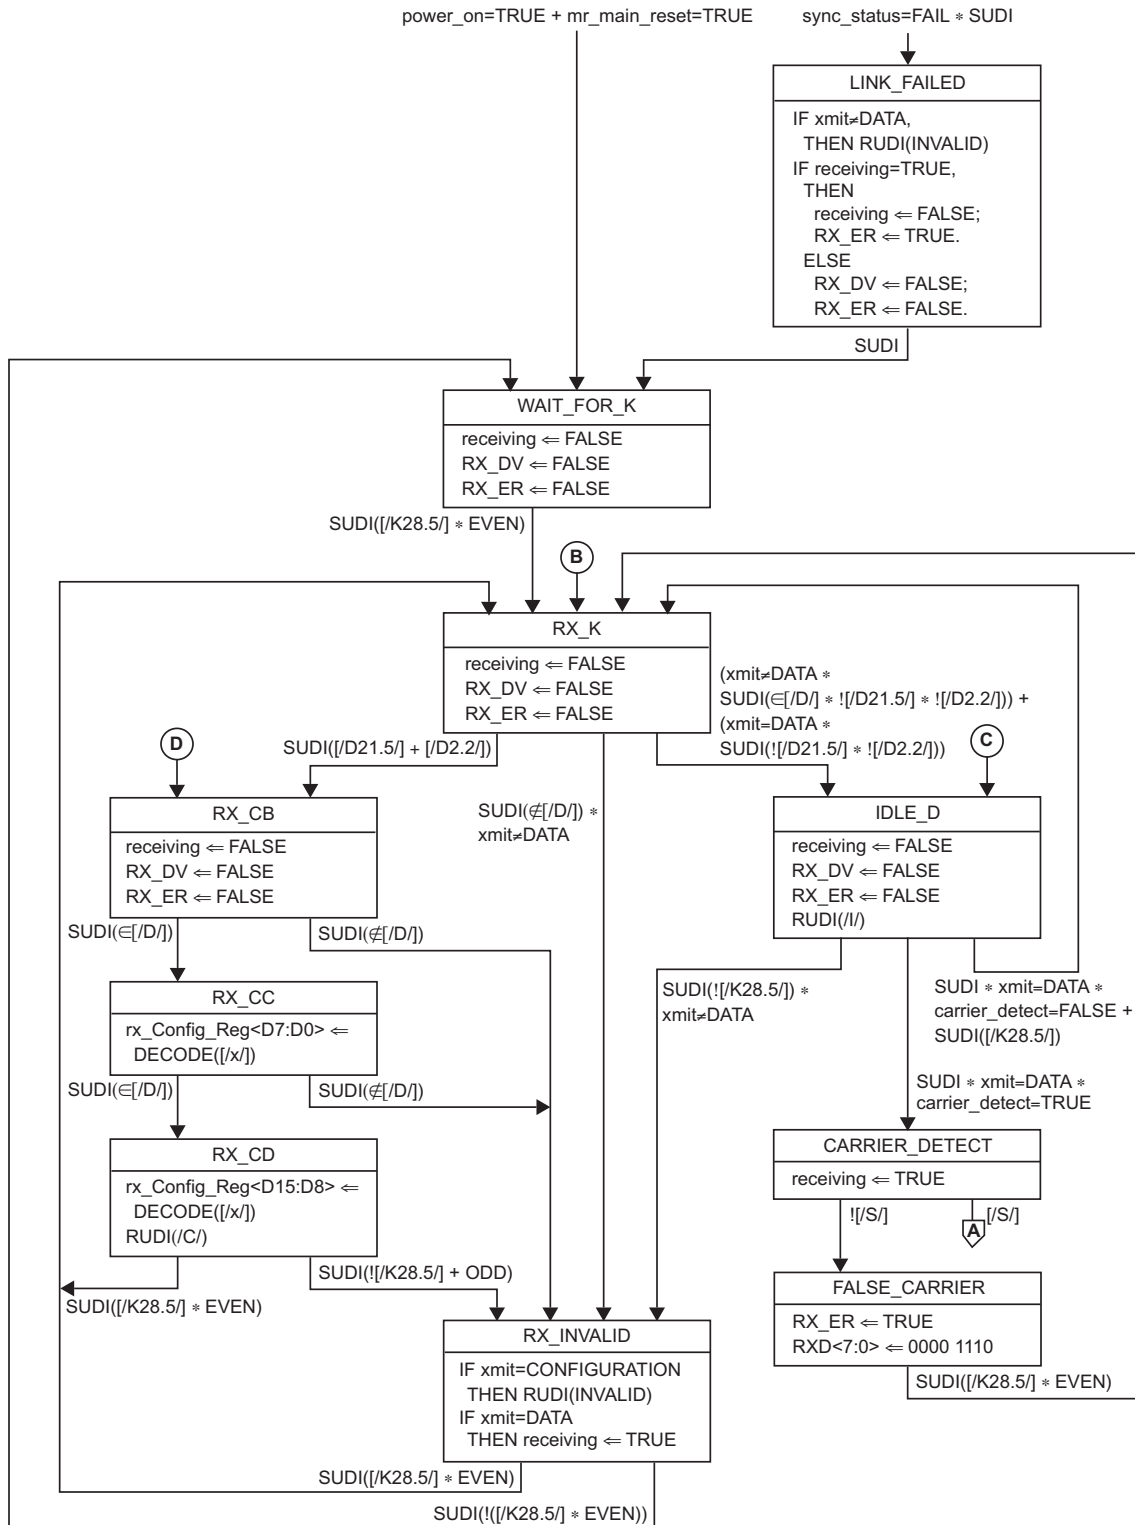 power_on=TRUE + mr_main_reset=TRUE
sync_status=FAIL ∗ SUDI
LINK_FAILED
IF xmit≠DATA,
THEN RUDI(INVALID)
IF receiving=TRUE,
THEN
receiving ⇐ FALSE;
RX_ER ⇐ TRUE.
ELSE
RX_DV ⇐ FALSE;
RX_ER ⇐ FALSE.
SUDI
WAIT_FOR_K
receiving ⇐ FALSE
RX_DV ⇐ FALSE
RX_ER ⇐ FALSE
SUDI([/K28.5/] ∗ EVEN)
B
RX_K
receiving ⇐ FALSE
RX_DV ⇐ FALSE
RX_ER ⇐ FALSE
(xmit≠DATA ∗
SUDI(∈[/D/] ∗ ![/D21.5/] ∗ ![/D2.2/])) +
(xmit=DATA ∗
SUDI(![/D21.5/] ∗ ![/D2.2/]))
D
SUDI([/D21.5/] + [/D2.2/])
C
RX_CB
receiving ⇐ FALSE
RX_DV ⇐ FALSE
RX_ER ⇐ FALSE
SUDI(∉[/D/]) ∗
xmit≠DATA
IDLE_D
receiving ⇐ FALSE
RX_DV ⇐ FALSE
RX_ER ⇐ FALSE
RUDI(/I/)
SUDI(∈[/D/])
SUDI(∉[/D/])
SUDI(![/K28.5/]) ∗
xmit≠DATA
SUDI ∗ xmit=DATA ∗
carrier_detect=FALSE +
SUDI([/K28.5/])
RX_CC
rx_Config_Reg<D7:D0> ⇐
DECODE([/x/])
SUDI(∈[/D/])
SUDI(∉[/D/])
SUDI ∗ xmit=DATA ∗
carrier_detect=TRUE
RX_CD
rx_Config_Reg<D15:D8> ⇐
DECODE([/x/])
RUDI(/C/)
CARRIER_DETECT
receiving ⇐ TRUE
![/S/]
[/S/]
A
SUDI([/K28.5/] ∗ EVEN)
SUDI(![/K28.5/] + ODD)
FALSE_CARRIER
RX_ER ⇐ TRUE
RXD<7:0> ⇐ 0000 1110
SUDI([/K28.5/] ∗ EVEN)
RX_INVALID
IF xmit=CONFIGURATION
THEN RUDI(INVALID)
IF xmit=DATA
THEN receiving ⇐ TRUE
SUDI([/K28.5/] ∗ EVEN)
SUDI(!([/K28.5/] ∗ EVEN))